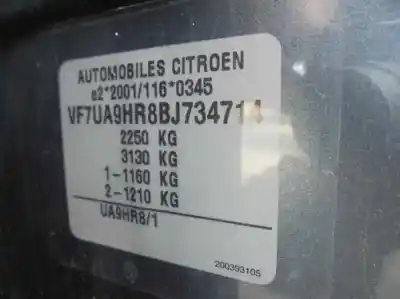 AUTOMOBILES CITROEN
e2*2001/116*0345
VF7UA9HR8BJ734714
2250 KG
3130 KG
1-1160 KG
2-1210 KG
UA9HR8/1
20039310S